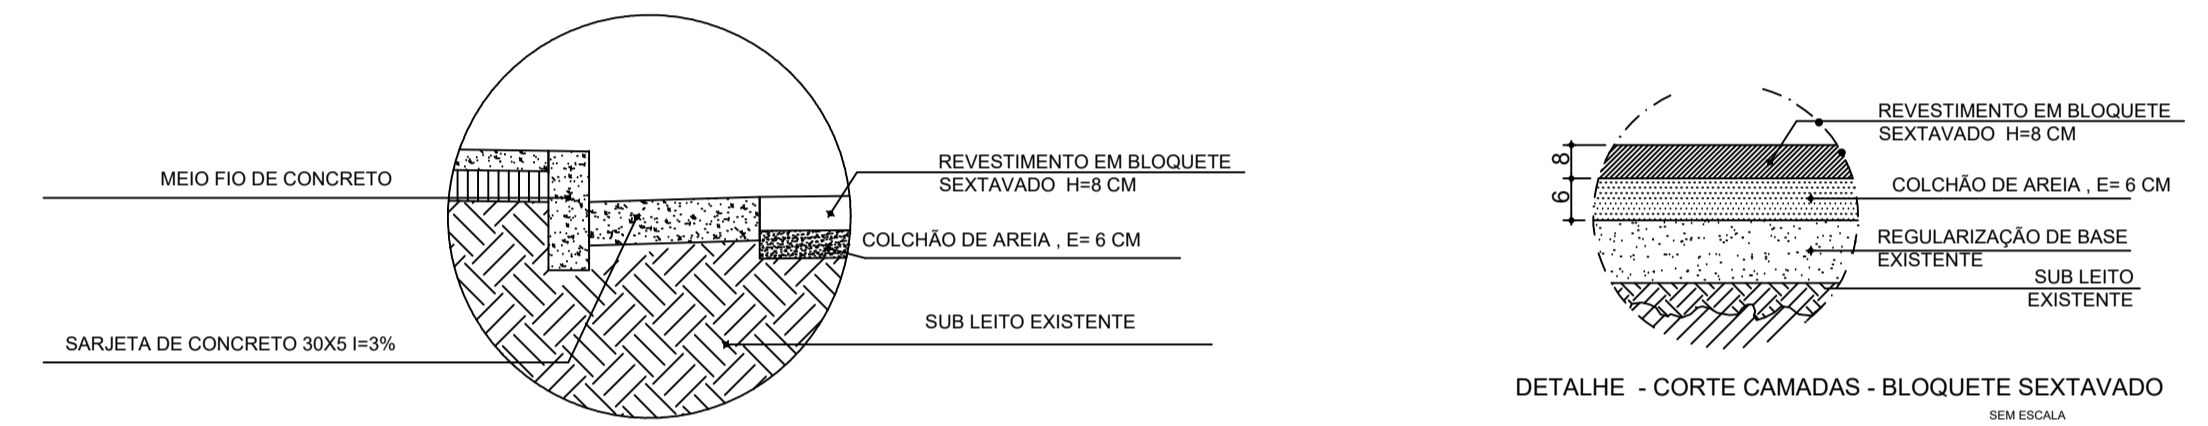 MEIO FIO DE CONCRETO
SARJETA DE CONCRETO 30X5 I=3%
REVESTIMENTO EM BLOQUETE
SEXTAVADO H=8 CM
COLCHÃO DE AREIA , E= 6 CM
SUB LEITO EXISTENTE
8
6
REVESTIMENTO EM BLOQUETE
SEXTAVADO H=8 CM
COLCHÃO DE AREIA , E= 6 CM
REGULARIZAÇÃO DE BASE
EXISTENTE
SUB LEITO
EXISTENTE
DETALHE - CORTE CAMADAS - BLOQUETE SEXTAVADO
SEM ESCALA